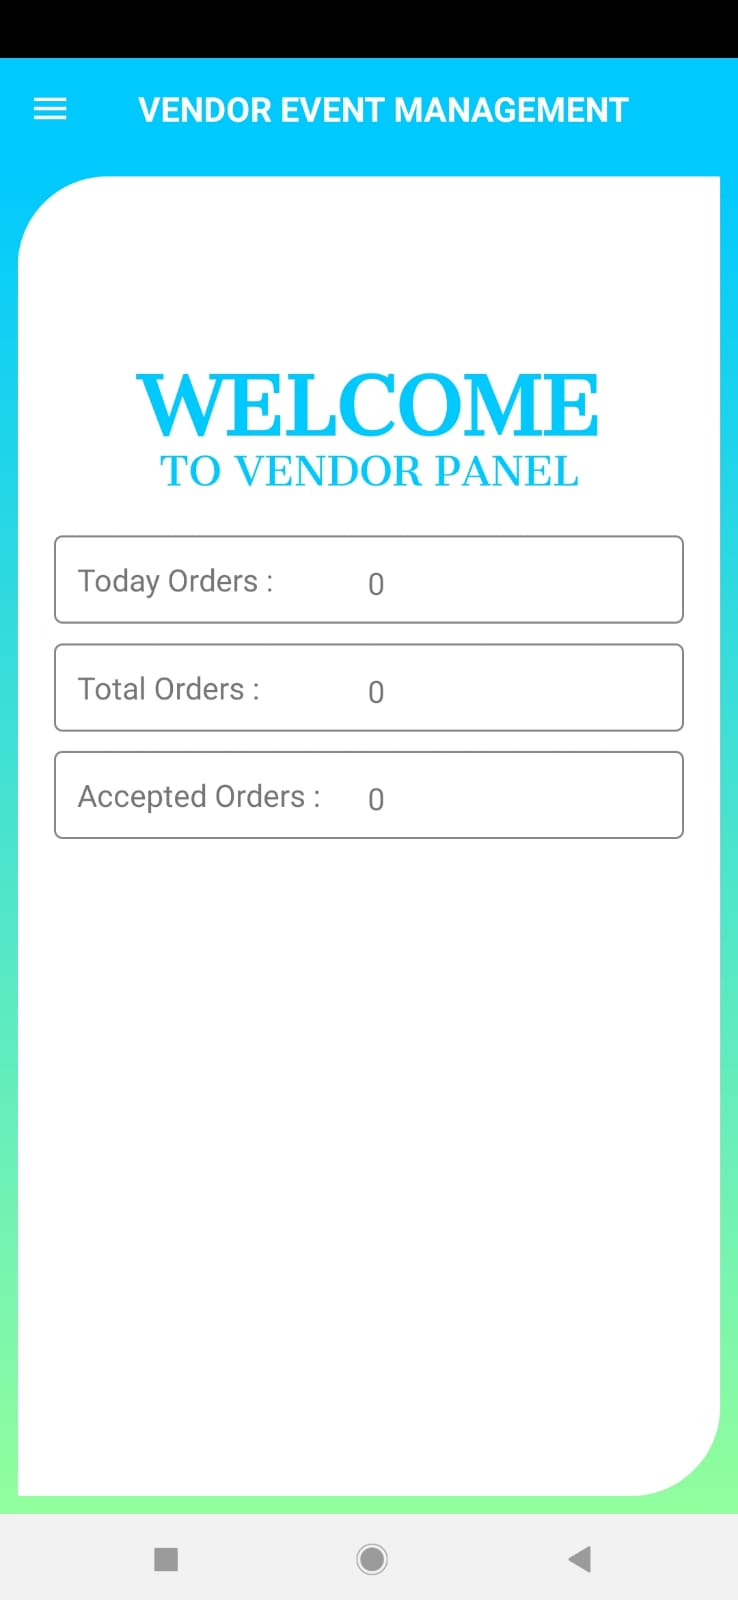 VENDOR EVENT MANAGEMENT
WELCOME
TO VENDOR PANEL
Today Orders : 0
Total Orders : 0
Accepted Orders : 0